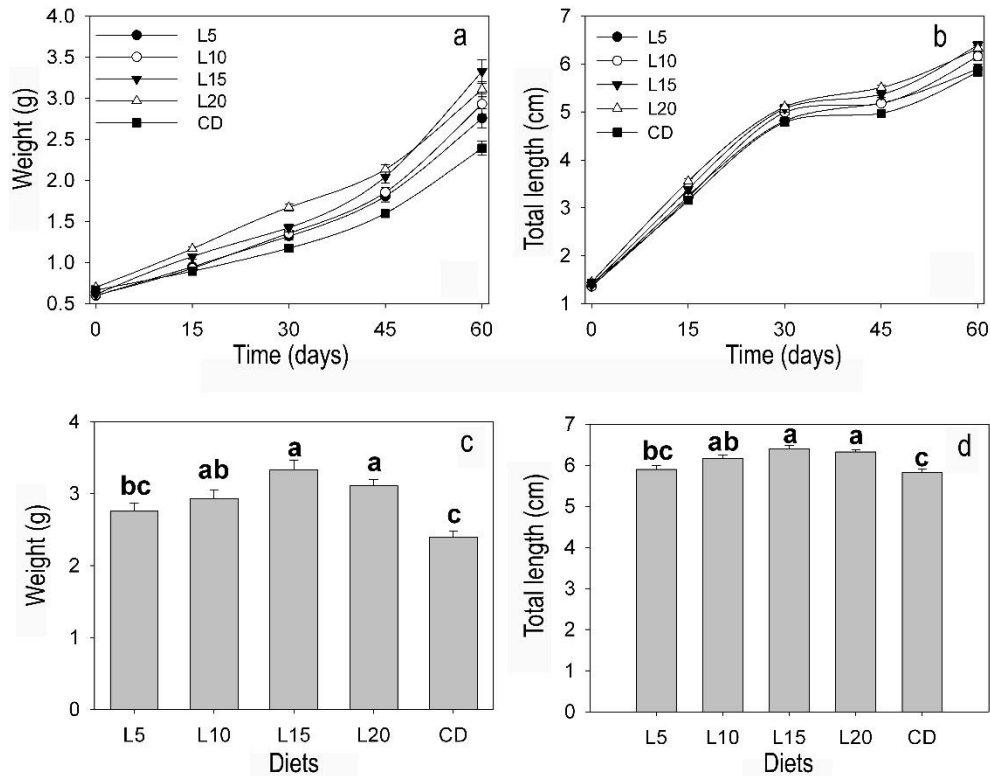 4.0
3.5
3.0
2.5
2.0
1.5
1.0
0.5
Weight (g)
a
L5
L10
L15
L20
CD
0 15 30 45 60
Time (days)
7
6
5
4
3
2
1
Total length (cm)
b
L5
L10
L15
L20
CD
0 15 30 45 60
Time (days)
4
3
2
1
0
Weight (g)
c
bc ab a a c
L5 L10 L15 L20 CD
Diets
7
6
5
4
3
2
1
0
Total length (cm)
d
bc ab a a c
L5 L10 L15 L20 CD
Diets